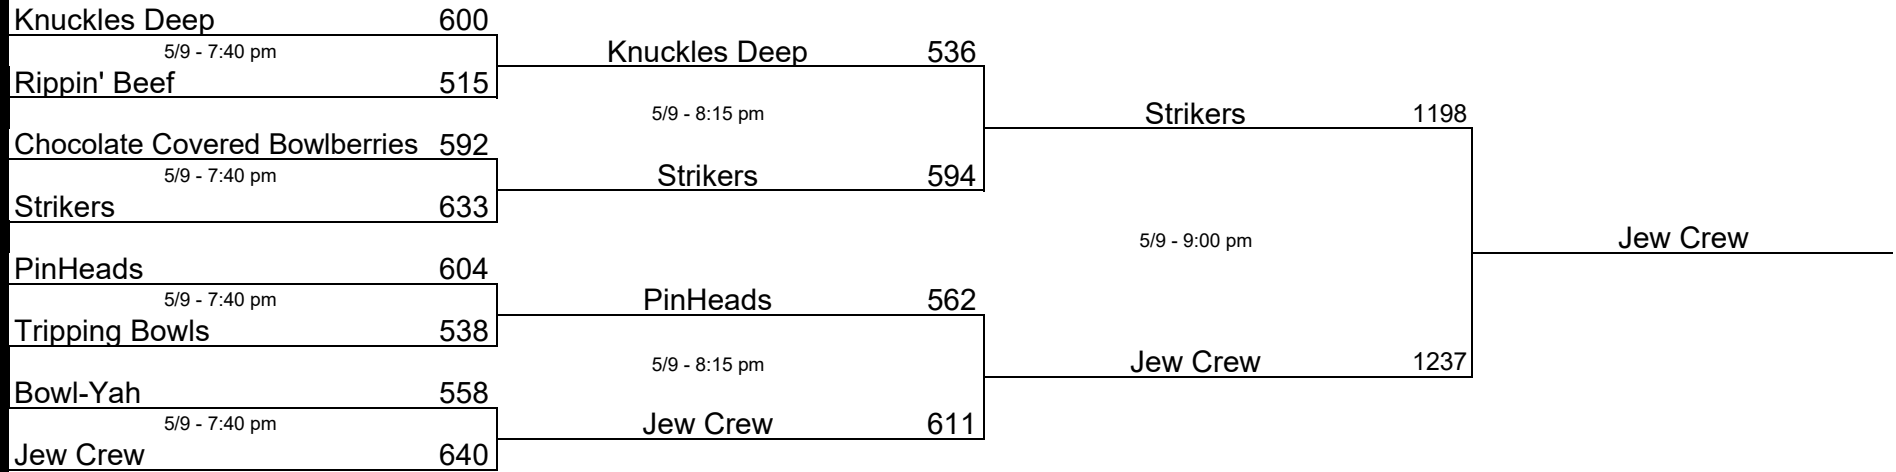 Knuckles Deep 600
5/9 - 7:40 pm
Rippin' Beef 515
Chocolate Covered Bowlberries 592
5/9 - 7:40 pm
Strikers 633
PinHeads 604
5/9 - 7:40 pm
Tripping Bowls 538
Bowl-Yah 558
5/9 - 7:40 pm
Jew Crew 640
Knuckles Deep 536
5/9 - 8:15 pm
Strikers 594
PinHeads 562
5/9 - 8:15 pm
Jew Crew 611
Strikers 1198
5/9 - 9:00 pm
Jew Crew 1237
Jew Crew